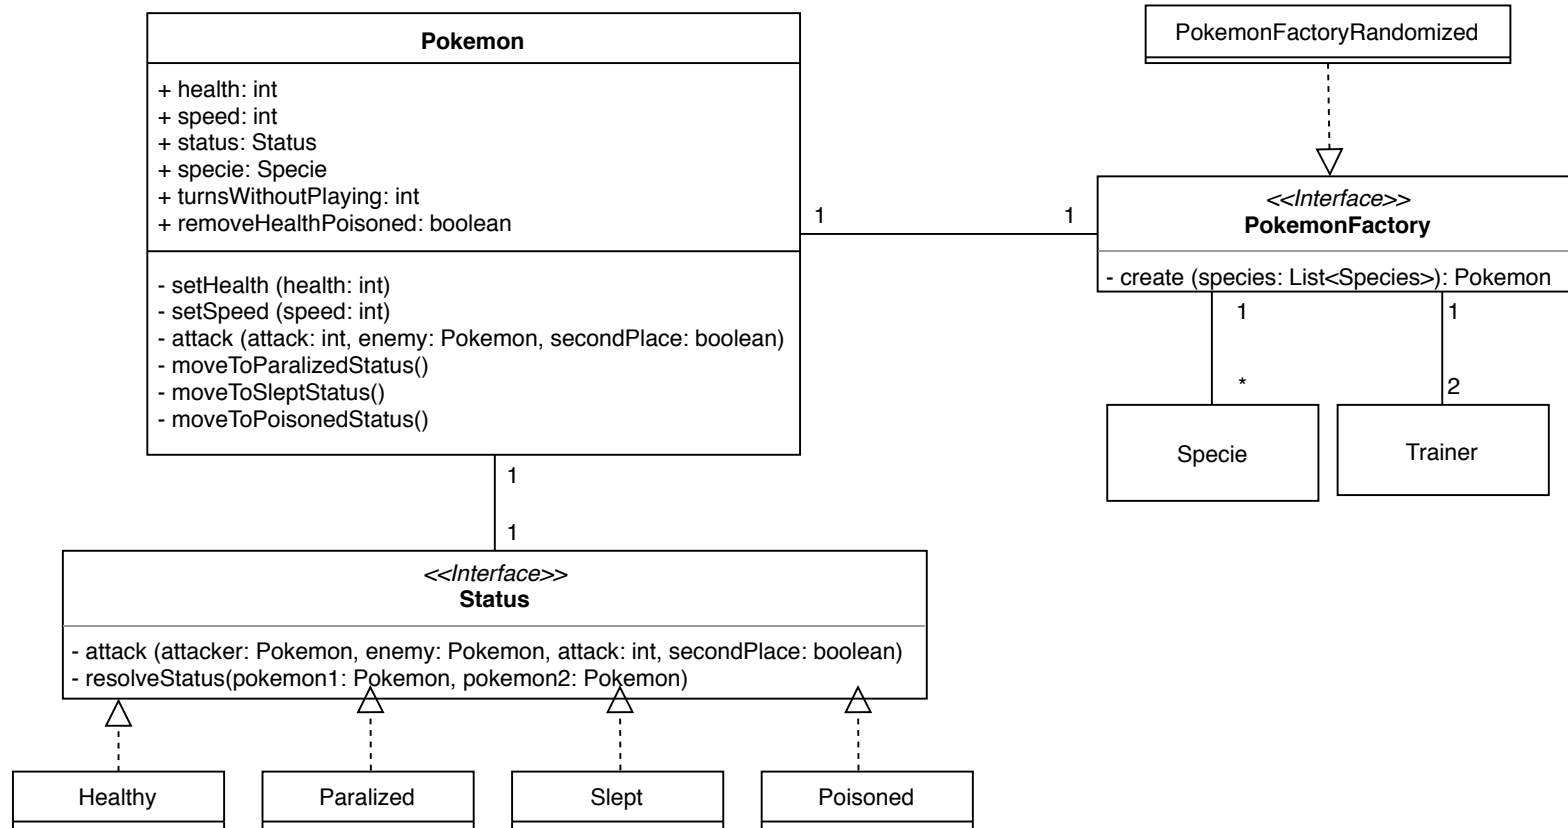 Pokemon
+ health: int
+ speed: int
+ status: Status
+ specie: Specie
+ turnsWithoutPlaying: int
+ removeHealthPoisoned: boolean
- setHealth (health: int)
- setSpeed (speed: int)
- attack (attack: int, enemy: Pokemon, secondPlace: boolean)
- moveToParalizedStatus()
- moveToSleptStatus()
- moveToPoisonedStatus()
PokemonFactoryRandomized
1
1
<<Interface>>
PokemonFactory
- create (species: List<Species>): Pokemon
1
1
*
2
Specie
Trainer
1
1
<<Interface>>
Status
- attack (attacker: Pokemon, enemy: Pokemon, attack: int, secondPlace: boolean)
- resolveStatus(pokemon1: Pokemon, pokemon2: Pokemon)
Healthy
Paralized
Slept
Poisoned